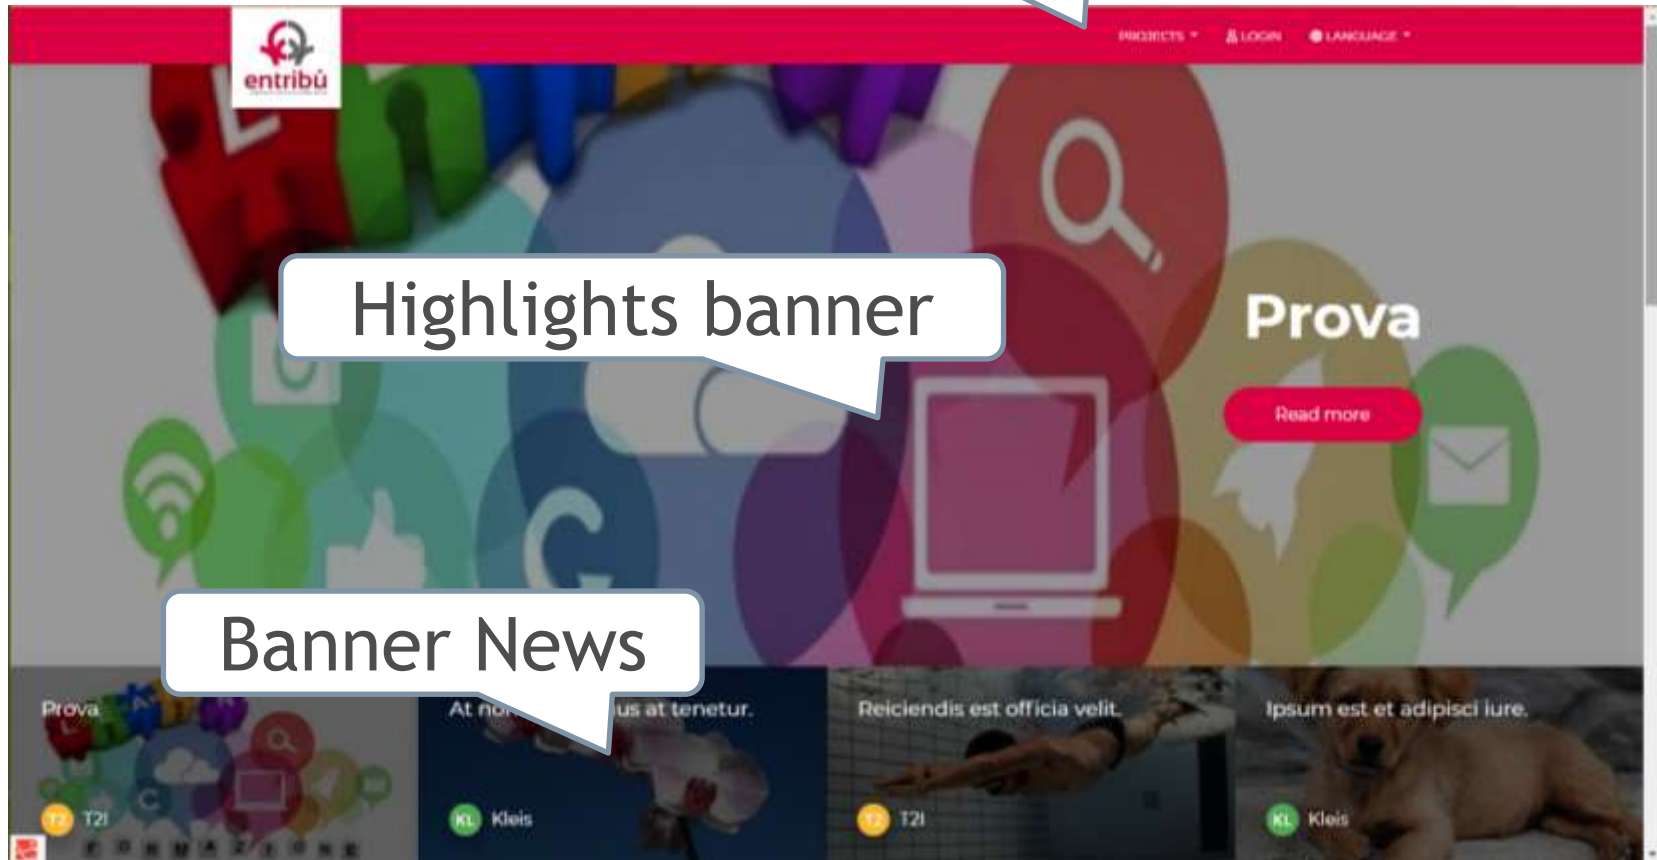 PROJECTS LOGIN LANGUAGE
entribù
Highlights banner
Prova
Read more
Banner News
Prova
At us at tenetur.
Reiciendis est officia velit.
Ipsum est et adipisci iure.
T2 T2I
KL Kleis
T2 T2I
KL Kleis
FORMAZIONE